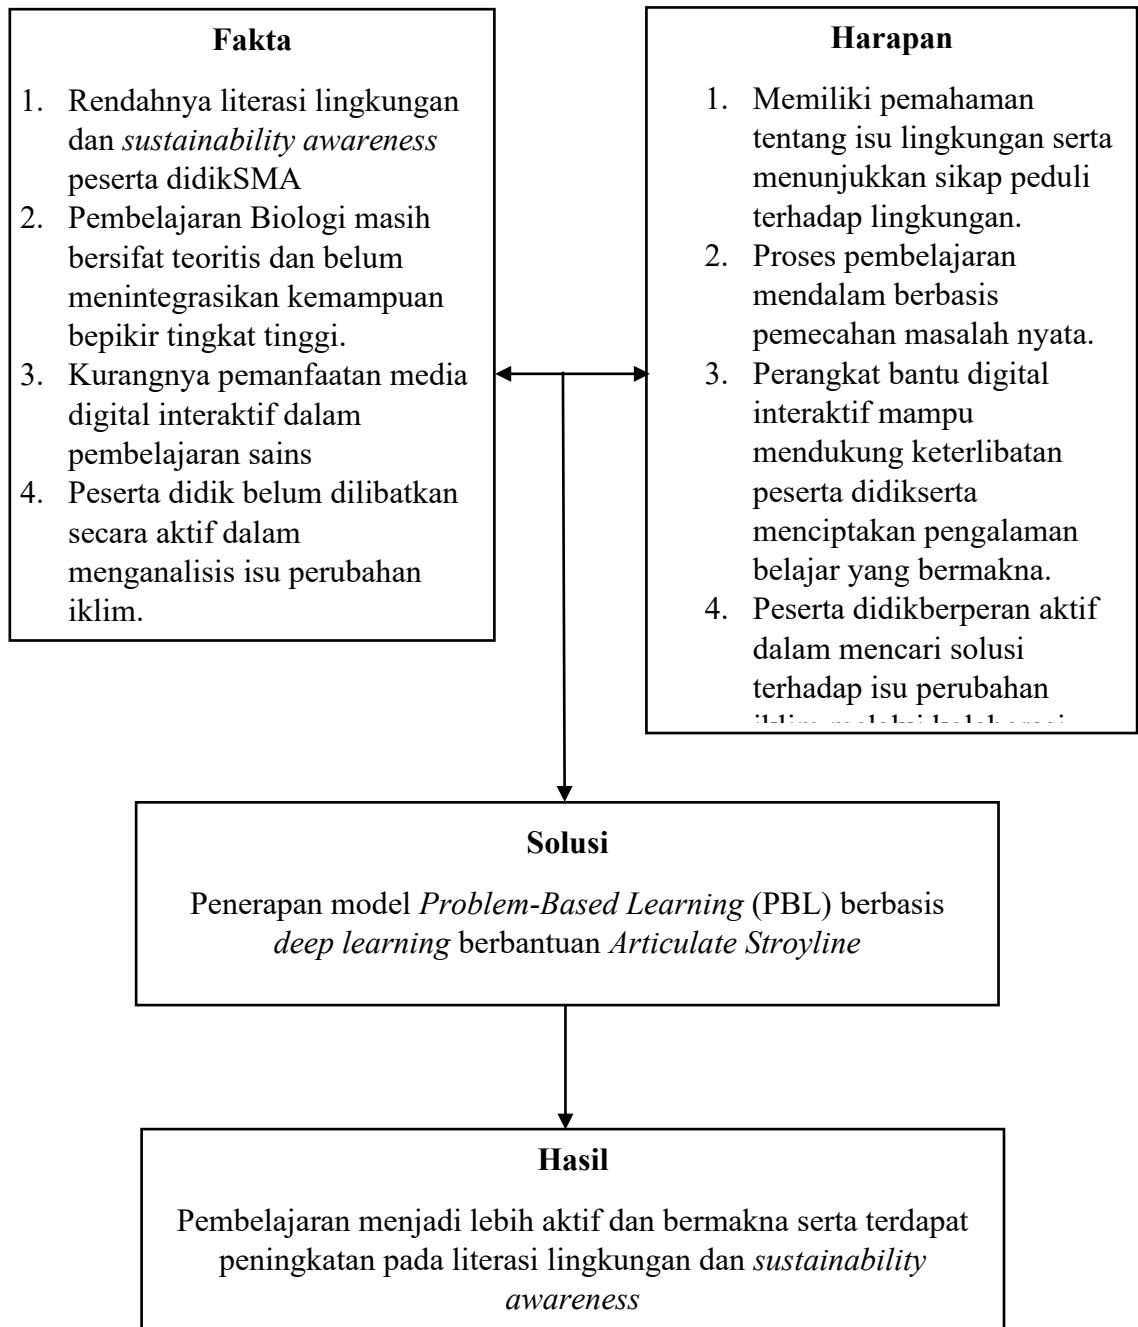 Fakta
1. Rendahnya literasi lingkungan
dan sustainability awareness
peserta didikSMA
2. Pembelajaran Biologi masih
bersifat teoritis dan belum
menintegrasikan kemampuan
bepikir tingkat tinggi.
3. Kurangnya pemanfaatan media
digital interaktif dalam
pembelajaran sains
4. Peserta didik belum dilibatkan
secara aktif dalam
menganalisis isu perubahan
iklim.
Harapan
1. Memiliki pemahaman
tentang isu lingkungan serta
menunjukkan sikap peduli
terhadap lingkungan.
2. Proses pembelajaran
mendalam berbasis
pemecahan masalah nyata.
3. Perangkat bantu digital
interaktif mampu
mendukung keterlibatan
peserta didikserta
menciptakan pengalaman
belajar yang bermakna.
4. Peserta didikberperan aktif
dalam mencari solusi
terhadap isu perubahan
Solusi
Penerapan model Problem-Based Learning (PBL) berbasis
deep learning berbantuan Articulate Stroyline
Hasil
Pembelajaran menjadi lebih aktif dan bermakna serta terdapat
peningkatan pada literasi lingkungan dan sustainability
awareness